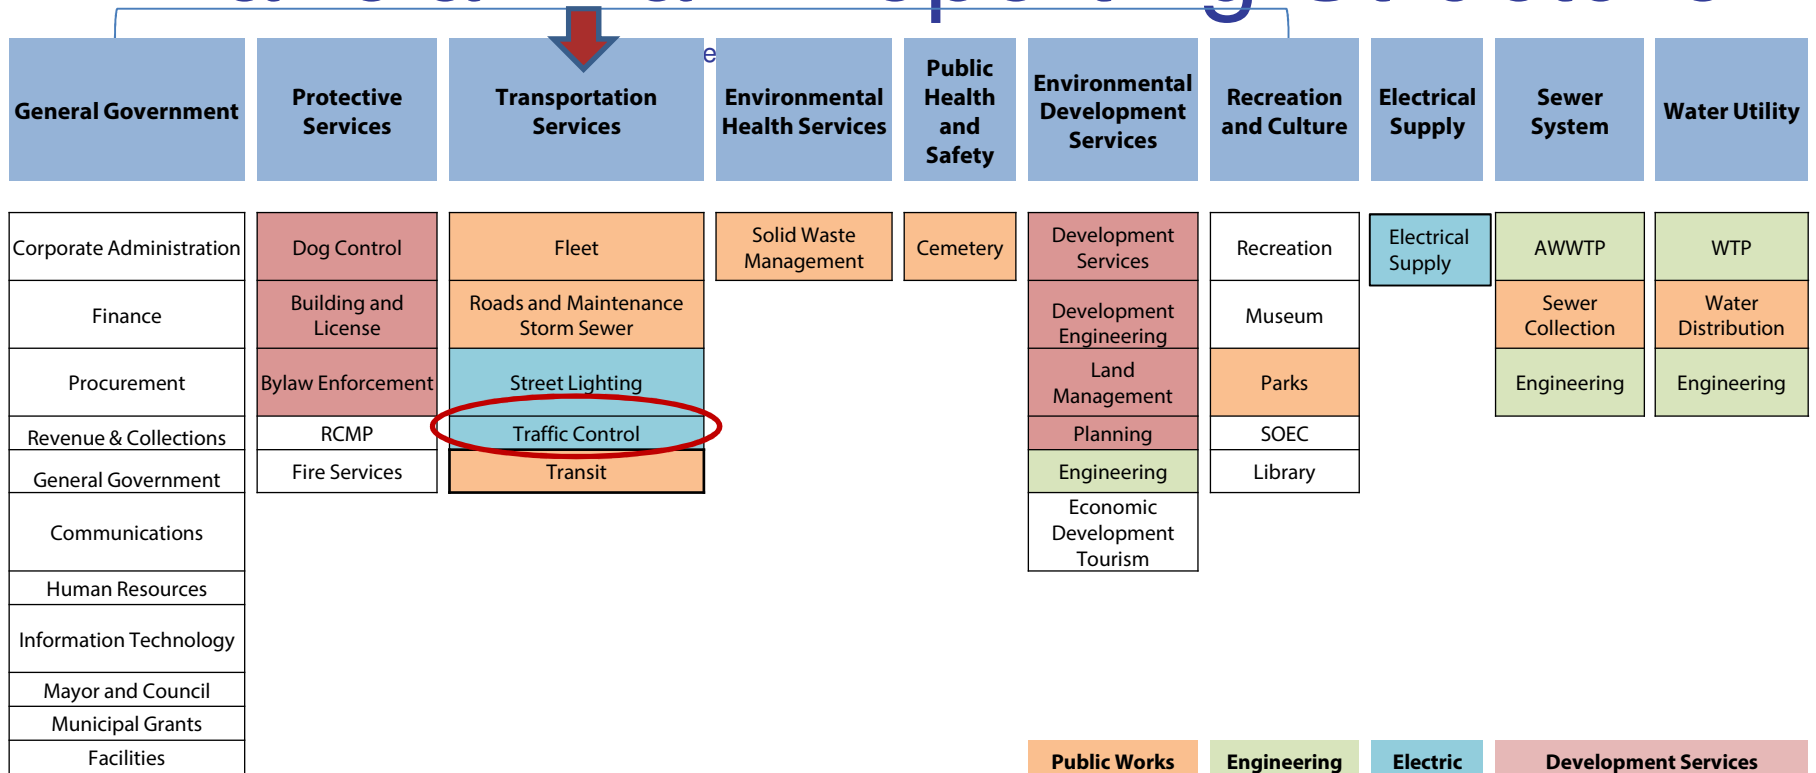 General Government
Protective
Services
Transportation
Services
Environmental
Health Services
Public
Health
and
Safety
Environmental
Development
Services
Recreation
and Culture
Electrical
Supply
Sewer
System
Water Utility
Corporate Administration
Finance
Procurement
Revenue & Collections
General Government
Communications
Human Resources
Information Technology
Mayor and Council
Municipal Grants
Facilities
Dog Control
Building and
License
Bylaw Enforcement
RCMP
Fire Services
Fleet
Roads and Maintenance
Storm Sewer
Street Lighting
Traffic Control
Transit
Solid Waste
Management
Cemetery
Development
Services
Development
Engineering
Land
Management
Planning
Engineering
Economic
Development
Tourism
Recreation
Museum
Parks
SOEC
Library
Electrical
Supply
AWWTP
Sewer
Collection
Engineering
WTP
Water
Distribution
Engineering
Public Works
Engineering
Electric
Development Services